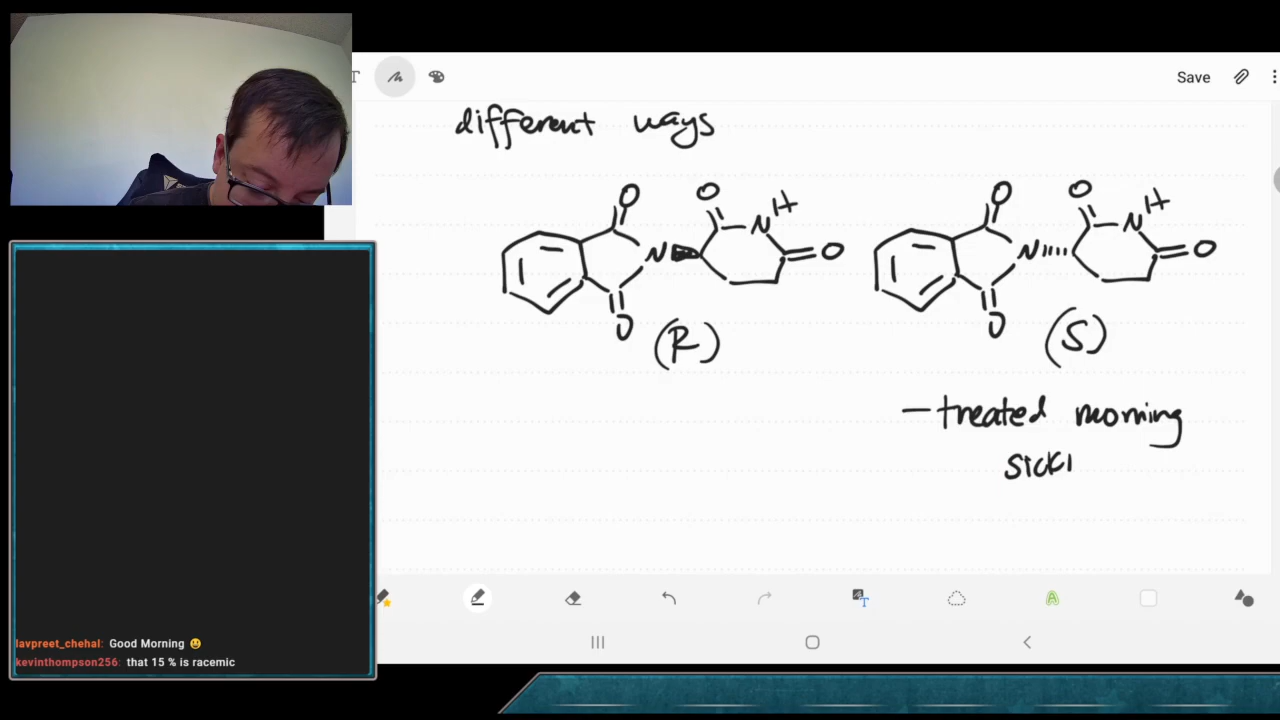 T
Save
different ways
O O H
N N O
O
(R)
O O H
N N O
O
(S)
– treated morning
sick
T
A
lavpreet_chehal: Good Morning 😃
kevinthompson256: that 15 % is racemic